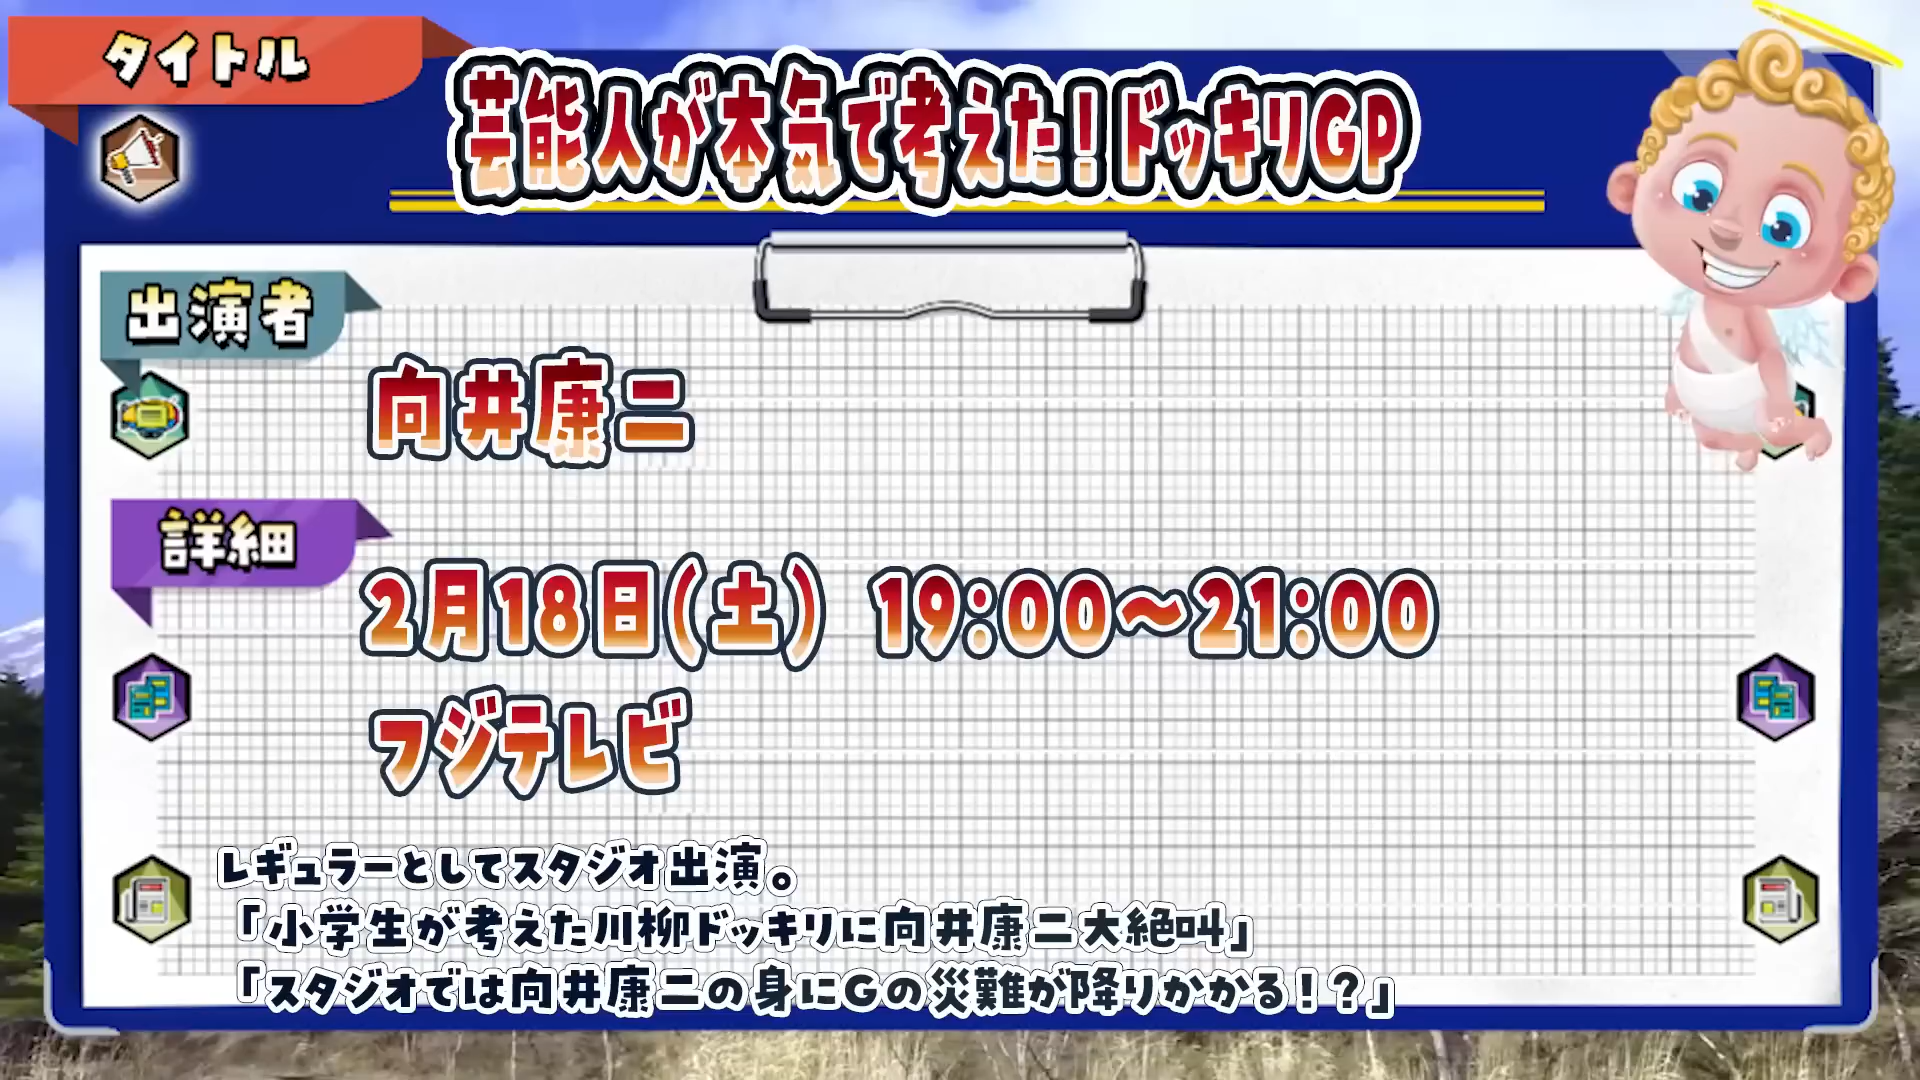 タイトル
芸能人が本気で考えた!ドッキリGP
出演者
向井康二
詳細
2月18日(土) 19:00～21:00
フジテレビ
レギュラーとしてスタジオ出演。
「小学生が考えた川柳ドッキリに向井康二大絶叫」
「スタジオでは向井康二の身にGの災難が降りかかる!?」